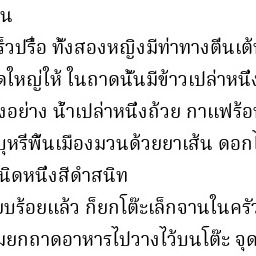 น
ร็วปรื๋อ ทั้งสองหญิงมีท่าทางตื่นเต้
ดใหญ่ให้ ในถาดนั้นมีข้าวเปล่าหนึ่
งอย่าง น้ำเปล่าหนึ่งถ้วย กาแฟร้อ
บุหรี่พื้นเมืองมวนด้วยยาเส้น ดอกไ
นิดหนึ่งสีดำสนิท
ยบร้อยแล้ว ก็ยกโต๊ะเล็กจานในครัว
มยกถาดอาหารไปวางไว้บนโต๊ะ จุด